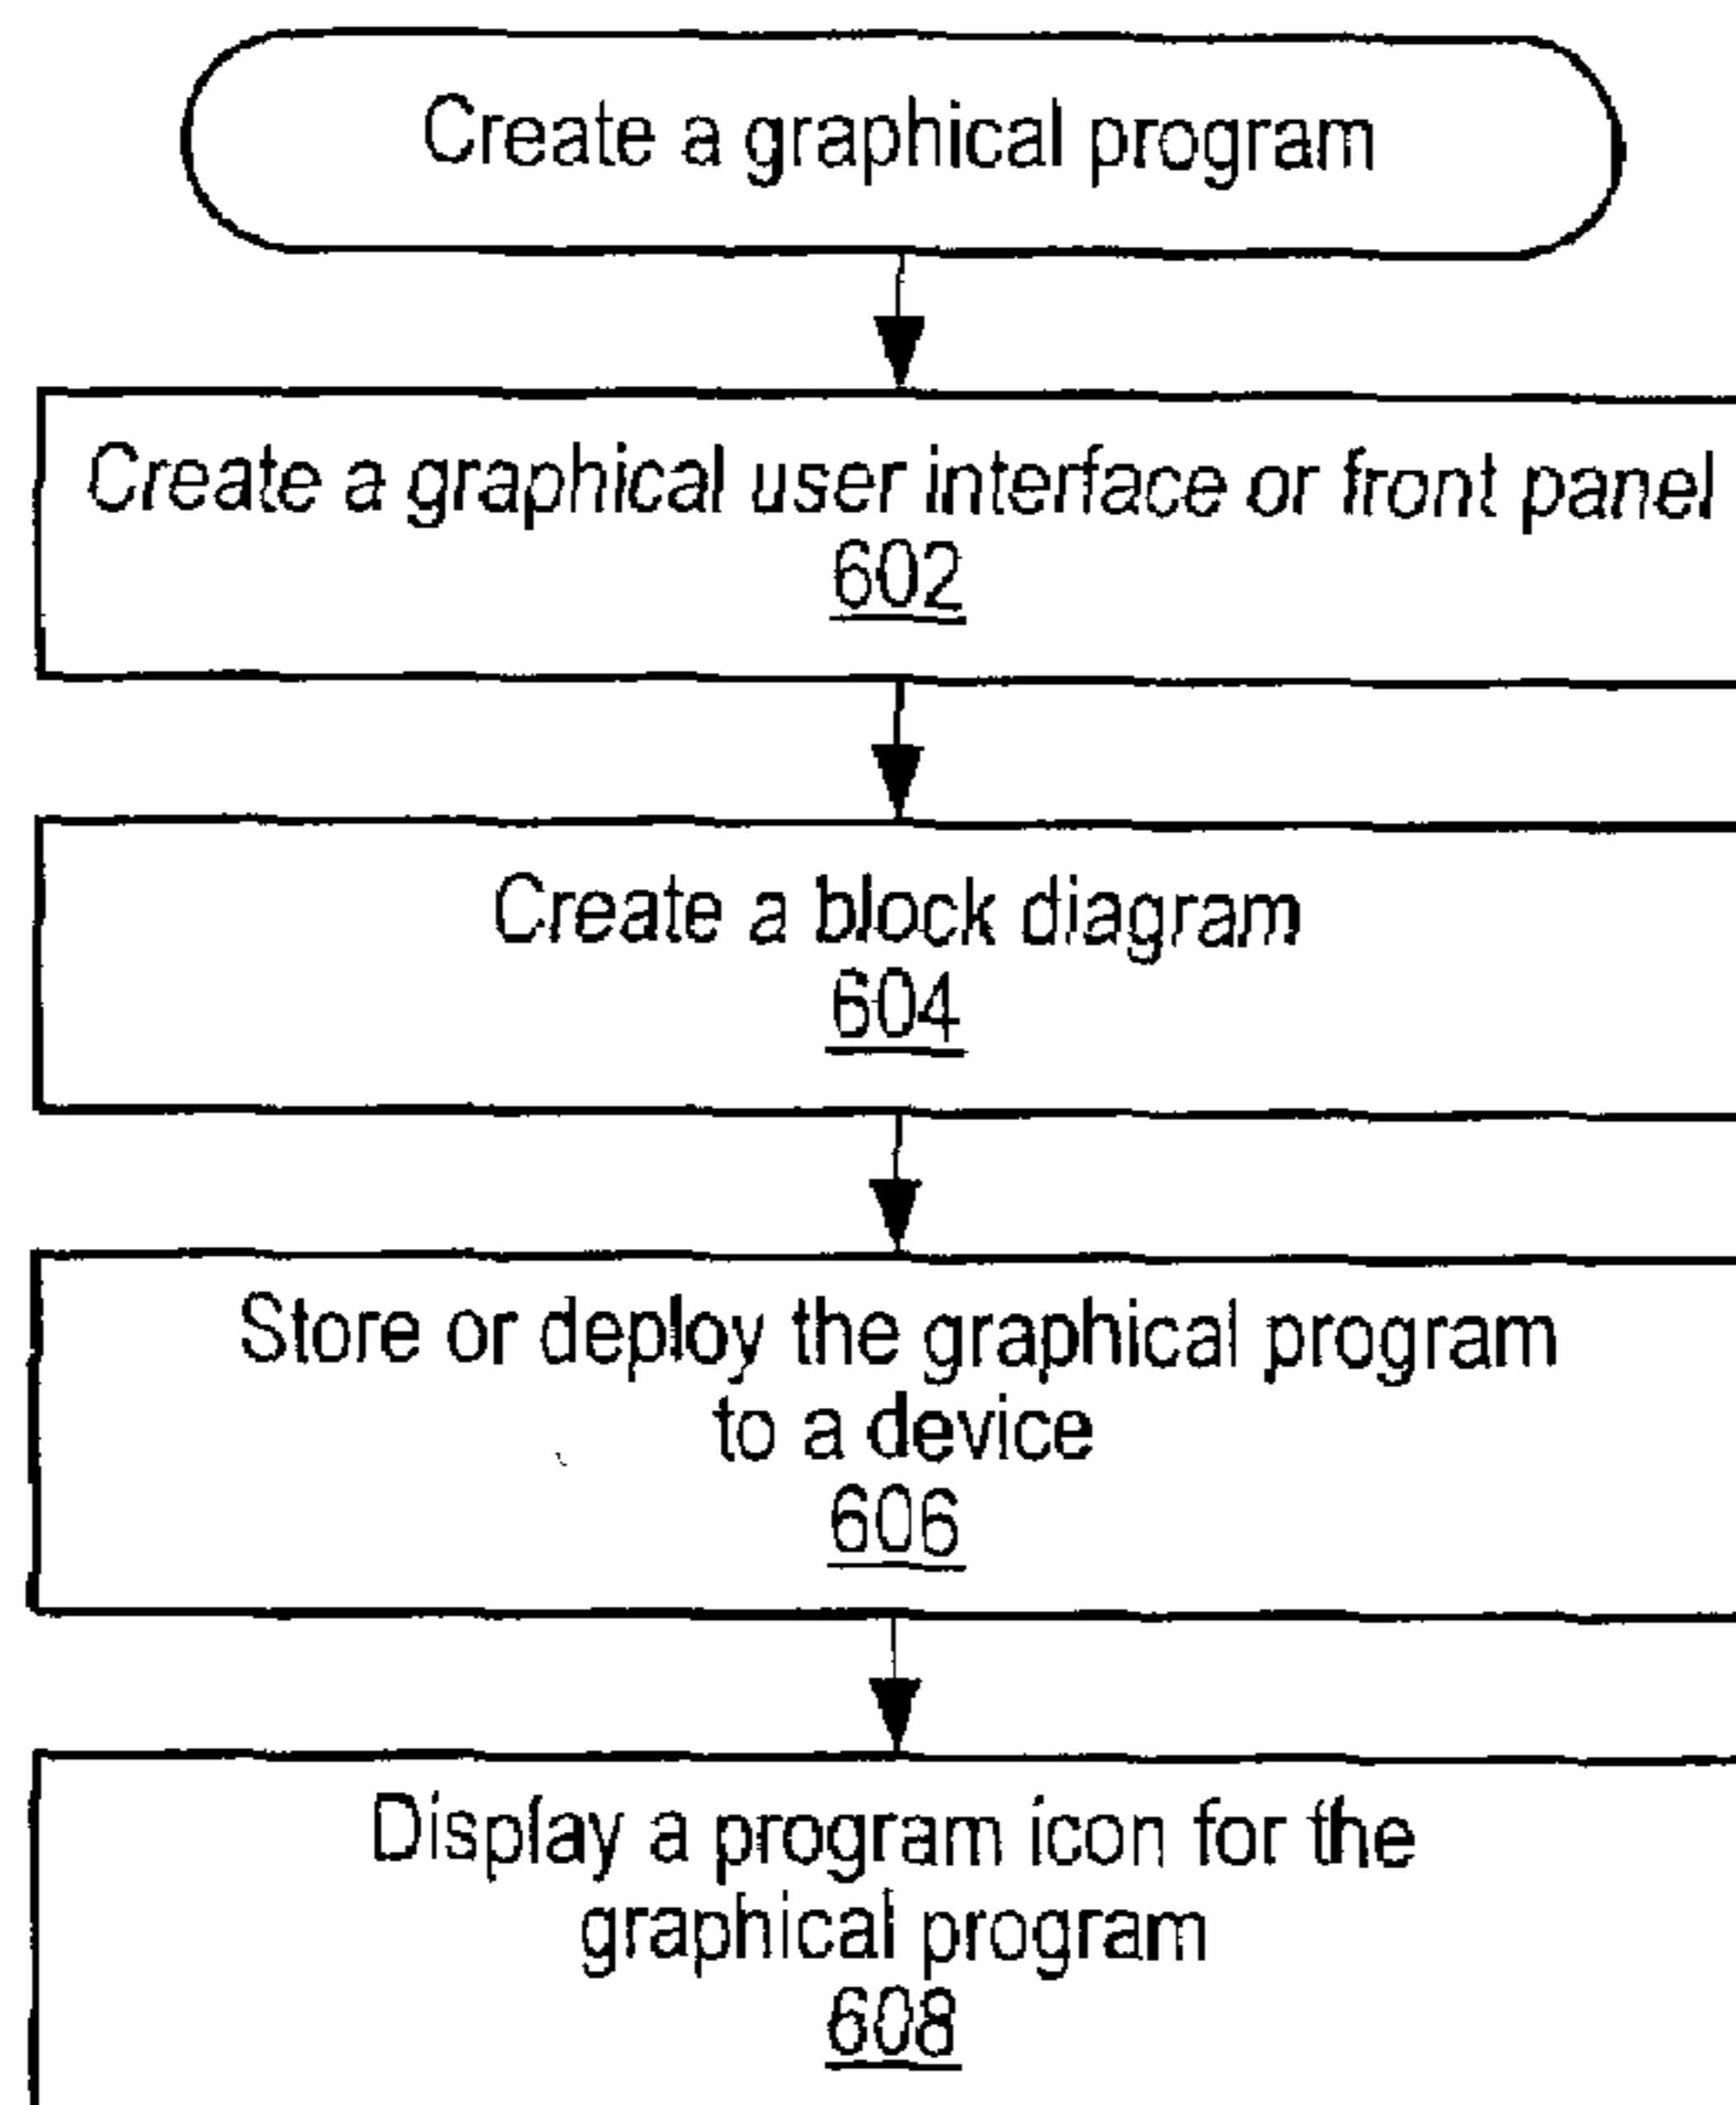 Create a graphical program
Create a graphical user interface or front panel
602
Create a block diagram
604
Store or deploy the graphical program
to a device
606
Display a program icon for the
graphical program
608